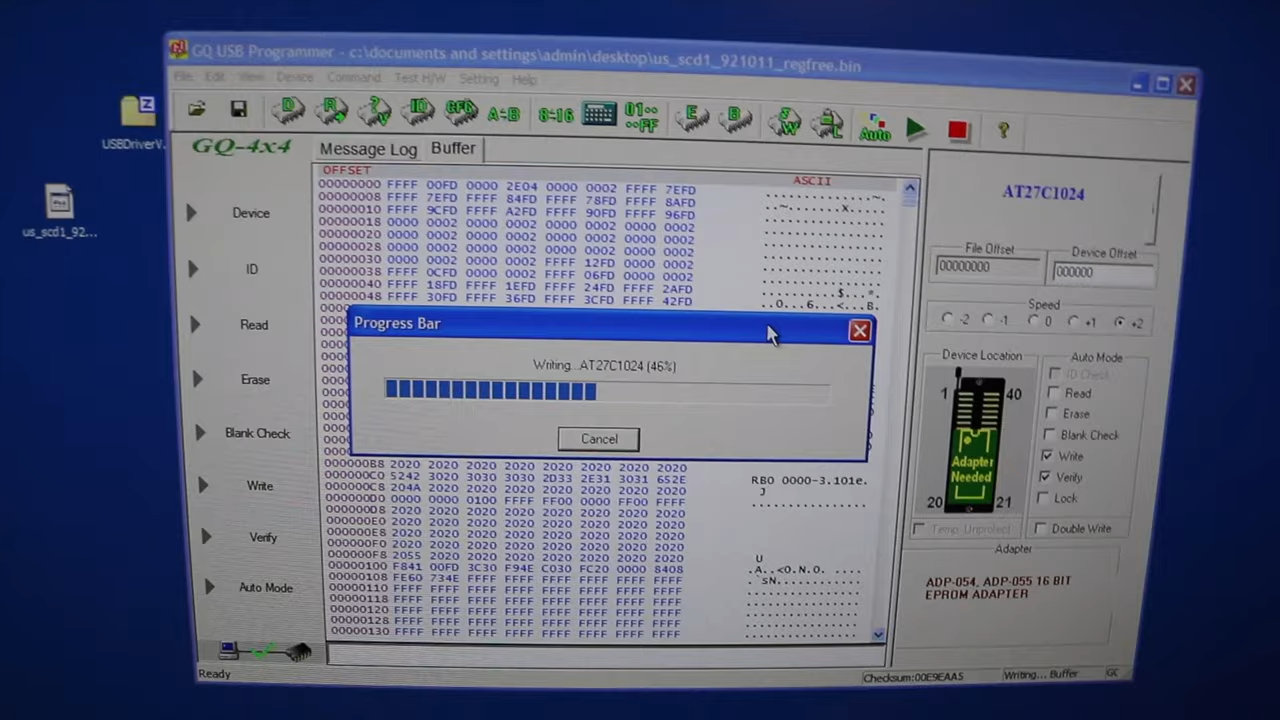 GQ USB Programmer - c:\documents and settings\admin\desktop\us_scd1_921011_regfree.bin
File Edit View Device Command Test H/W Setting Help
A=B 8=16 01·· ··FF Auto
USBDriverV...
us_scd1_92...
GQ-4x4
Message Log Buffer
OFFSET ASCII
00000000 FFFF 00FD 0000 2E04 0000 0002 FFFF 7EFD
00000008 FFFF 7EFD FFFF 84FD FFFF 78FD FFFF 8AFD
00000010 FFFF 9CFD FFFF A2FD FFFF 90FD FFFF 96FD
00000018 0000 0002 0000 0002 0000 0002 0000 0002
00000020 0000 0002 0000 0002 0000 0002 0000 0002
00000028 0000 0002 0000 0002 0000 0002 0000 0002
00000030 0000 0002 0000 0002 FFFF 12FD 0000 0002
00000038 FFFF 0CFD 0000 0002 FFFF 06FD 0000 0002
00000040 FFFF 18FD FFFF 1EFD FFFF 24FD FFFF 2AFD
00000048 FFFF 30FD FFFF 36FD FFFF 3CFD FFFF 42FD
Progress Bar
Writing...AT27C1024 (46%)
Cancel
000000B8 2020 2020 2020 2020 2020 2020 2020 2020
000000C0 5242 3020 3030 3030 2D33 2E31 3031 652E RB0 0000-3.101e.
000000C8 204A 2020 2020 2020 2020 2020 2020 2020 J
000000D0 0000 0000 0100 FFFF FF00 0000 FF00 FFFF
000000D8 2020 2020 2020 2020 2020 2020 2020 2020
000000E0 2020 2020 2020 2020 2020 2020 2020 2020
000000E8 2020 2020 2020 2020 2020 2020 2020 2020
000000F0 2020 2020 2020 2020 2020 2020 2020 2020
000000F8 2055 2020 2020 2020 2020 2020 2020 2020 U
00000100 F841 00FD 3C30 F94E C030 FC20 0000 8408
00000108 FE60 734E FFFF FFFF FFFF FFFF FFFF FFFF
00000110 FFFF FFFF FFFF FFFF FFFF FFFF FFFF FFFF
00000118 FFFF FFFF FFFF FFFF FFFF FFFF FFFF FFFF
00000120 FFFF FFFF FFFF FFFF FFFF FFFF FFFF FFFF
00000128 FFFF FFFF FFFF FFFF FFFF FFFF FFFF FFFF
00000130 FFFF FFFF FFFF FFFF FFFF FFFF FFFF FFFF
Device
ID
Read
Erase
Blank Check
Write
Verify
Auto Mode
AT27C1024
File Offset Device Offset
00000000 000000
Speed
-2 -1 0 +1 +2
Device Location Auto Mode
1 40
Adapter
Needed
20 21
ID Check
Read
Erase
Blank Check
Write
Verify
Lock
Temp Unprotect Double Write
Adapter
ADP-054, ADP-055 16 BIT
EPROM ADAPTER
Ready Checksum:00E9EAA5 Writing... Buffer